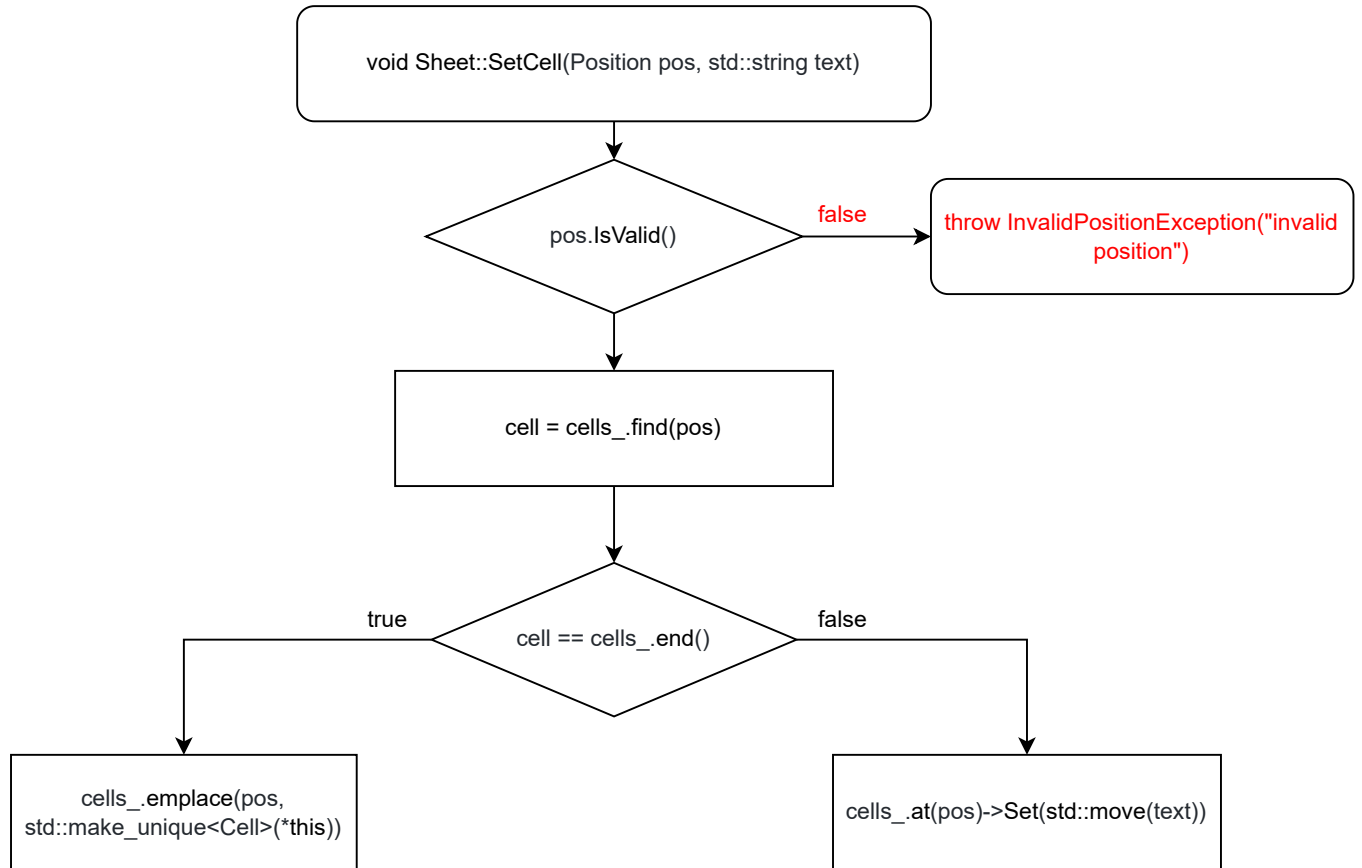 void Sheet::SetCell(Position pos, std::string text)
pos.IsValid()
false
throw InvalidPositionException("invalid
position")
cell = cells_.find(pos)
true
cell == cells_.end()
false
cells_.emplace(pos,
std::make_unique<Cell>(*this))
cells_.at(pos)->Set(std::move(text))